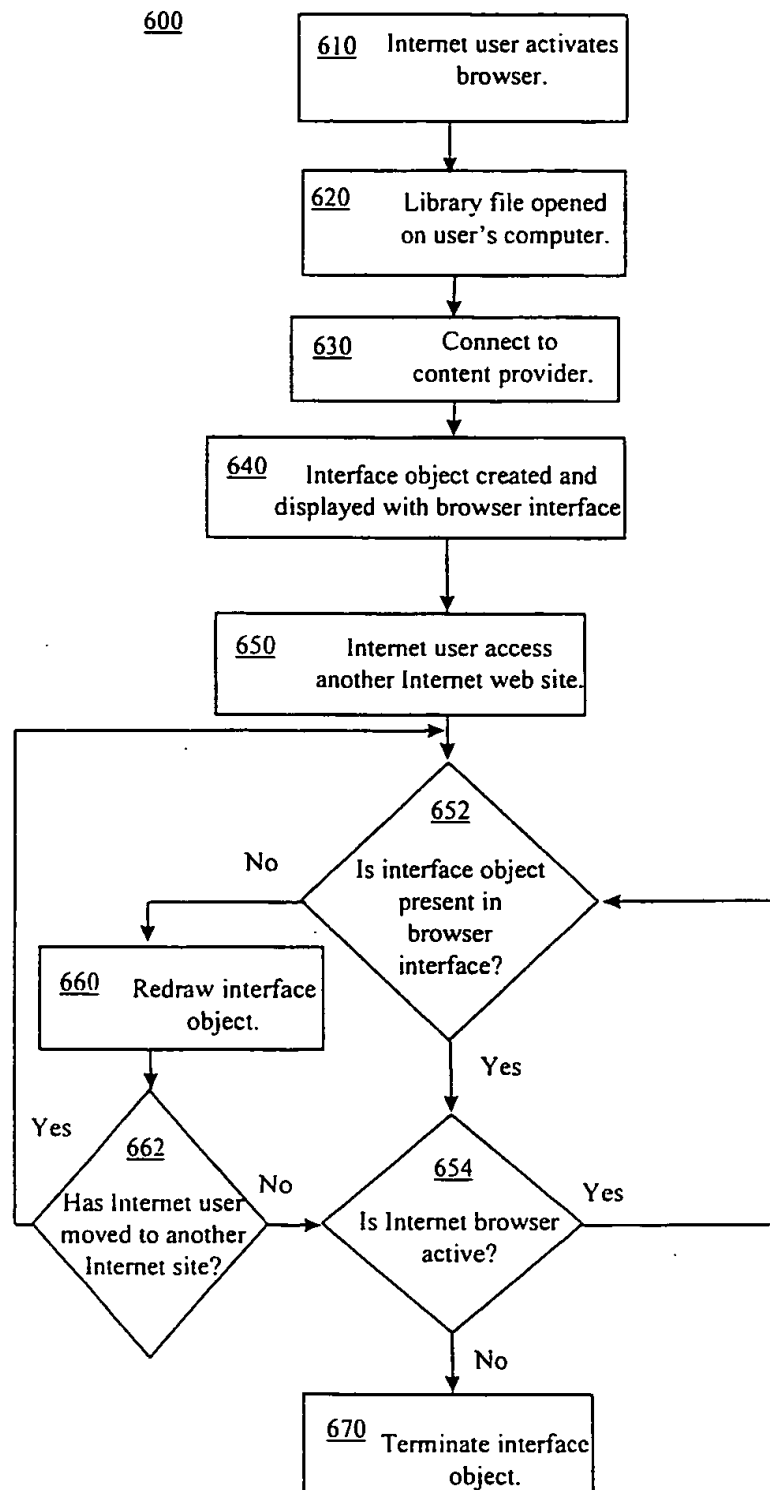 600
610 Internet user activates
browser.
620 Library file opened
on user's computer.
630 Connect to
content provider.
640 Interface object created and
displayed with browser interface
650 Internet user access
another Internet web site.
652
Is interface object
present in
browser
interface?
No
Yes
660 Redraw interface
object.
Yes
662
Has Internet user
moved to another
Internet site?
No
654
Is Internet browser
active?
Yes
No
670 Terminate interface
object.